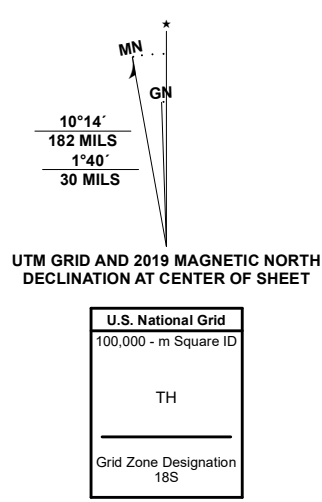 ★
MN
GN
10°14´
182 MILS
1°40´
30 MILS
UTM GRID AND 2019 MAGNETIC NORTH
DECLINATION AT CENTER OF SHEET
U.S. National Grid
100,000 - m Square ID
TH
Grid Zone Designation
18S